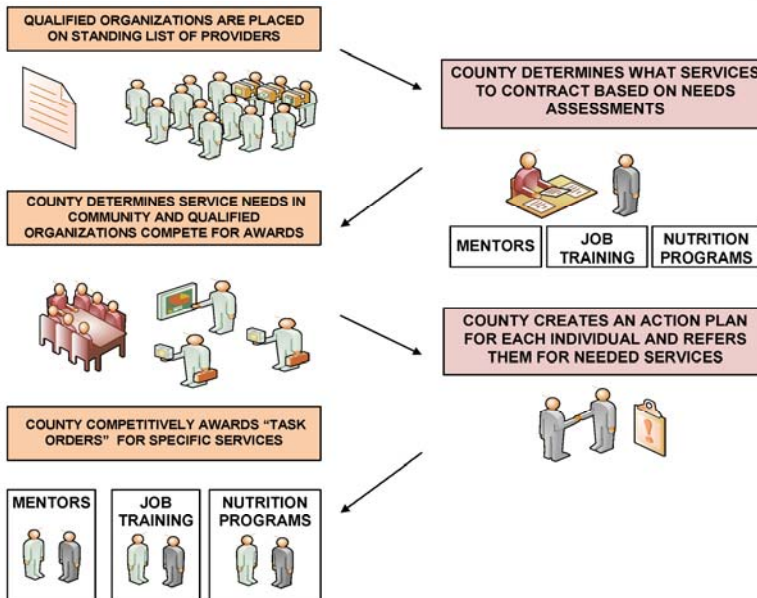 QUALIFIED ORGANIZATIONS ARE PLACED
ON STANDING LIST OF PROVIDERS
COUNTY DETERMINES WHAT SERVICES
TO CONTRACT BASED ON NEEDS
ASSESSMENTS
MENTORS
JOB
TRAINING
NUTRITION
PROGRAMS
COUNTY DETERMINES SERVICE NEEDS IN
COMMUNITY AND QUALIFIED
ORGANIZATIONS COMPETE FOR AWARDS
COUNTY CREATES AN ACTION PLAN
FOR EACH INDIVIDUAL AND REFERS
THEM FOR NEEDED SERVICES
COUNTY COMPETITIVELY AWARDS “TASK
ORDERS” FOR SPECIFIC SERVICES
MENTORS
JOB
TRAINING
NUTRITION
PROGRAMS